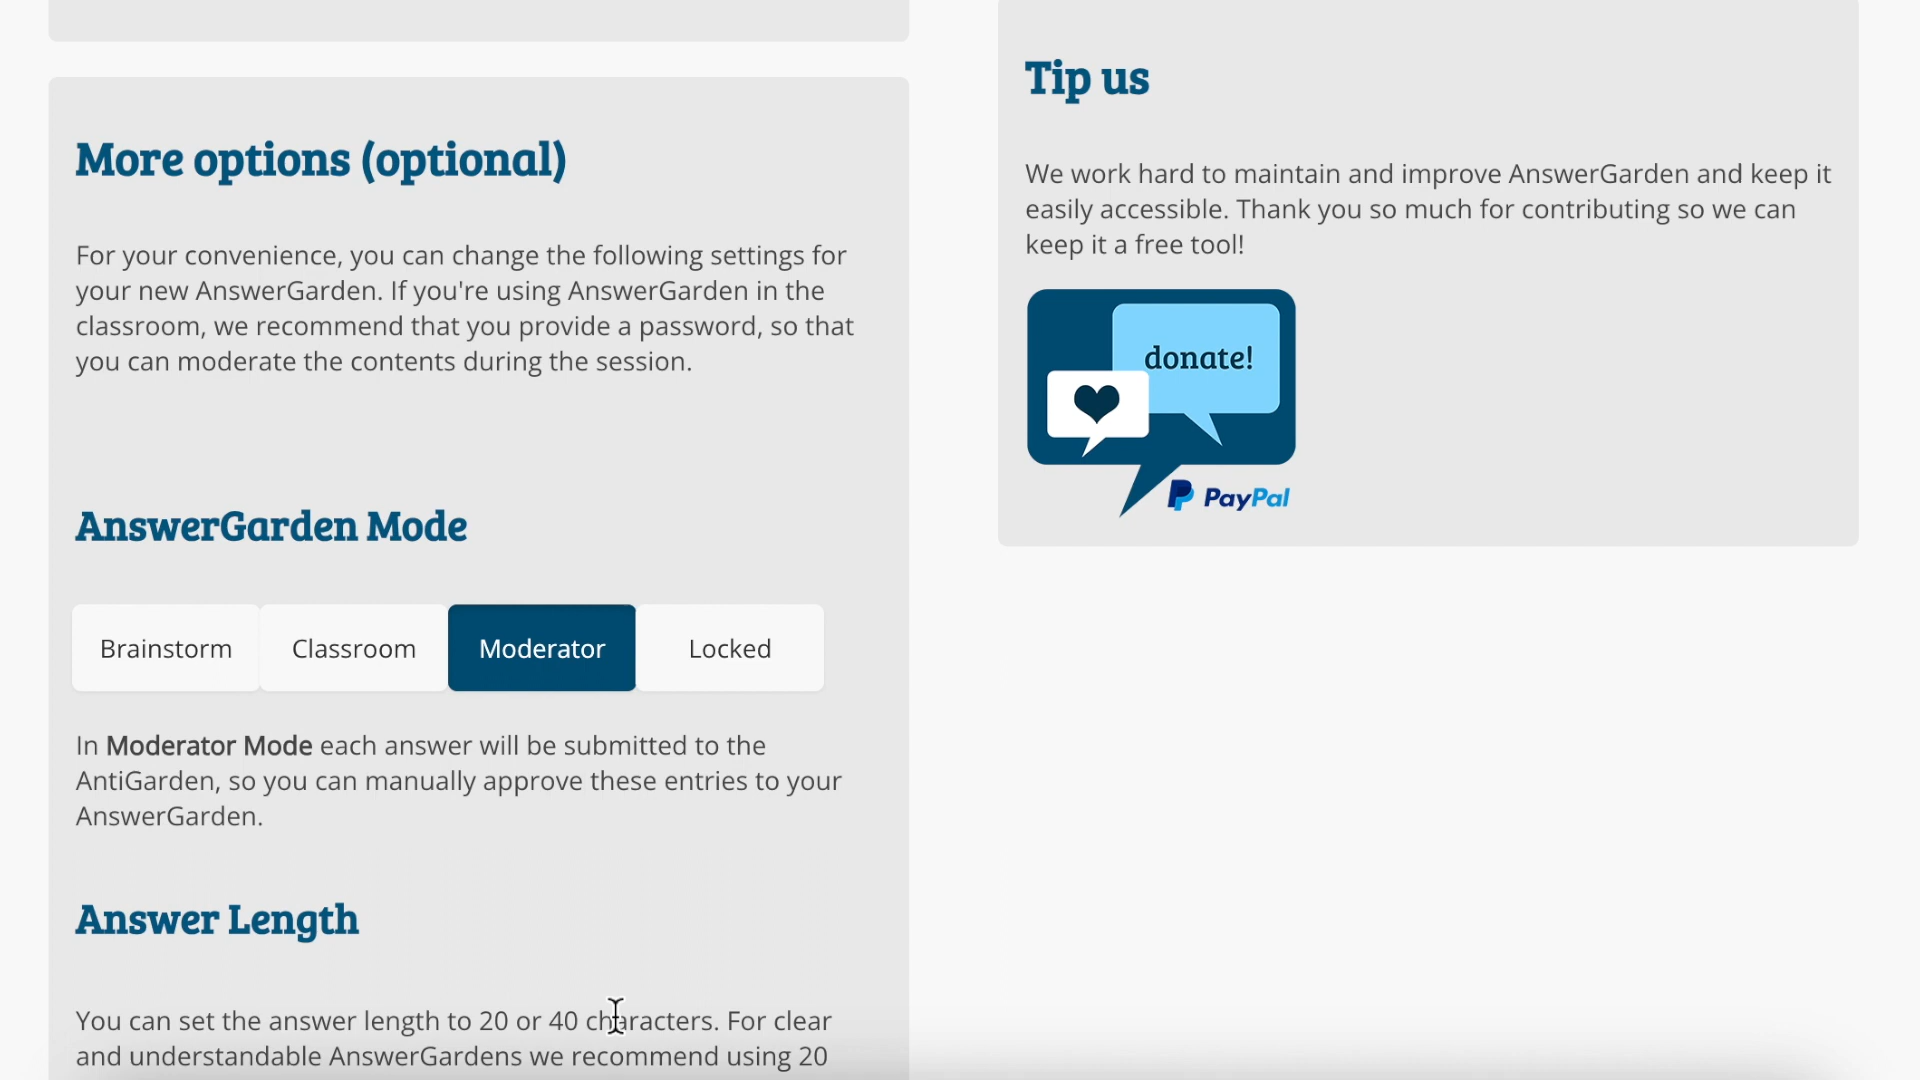 More options (optional)
For your convenience, you can change the following settings for
your new AnswerGarden. If you're using AnswerGarden in the
classroom, we recommend that you provide a password, so that
you can moderate the contents during the session.
AnswerGarden Mode
Brainstorm
Classroom
Moderator
Locked
In Moderator Mode each answer will be submitted to the
AntiGarden, so you can manually approve these entries to your
AnswerGarden.
Answer Length
You can set the answer length to 20 or 40 characters. For clear
and understandable AnswerGardens we recommend using 20
Tip us
We work hard to maintain and improve AnswerGarden and keep it
easily accessible. Thank you so much for contributing so we can
keep it a free tool!
donate!
PayPal